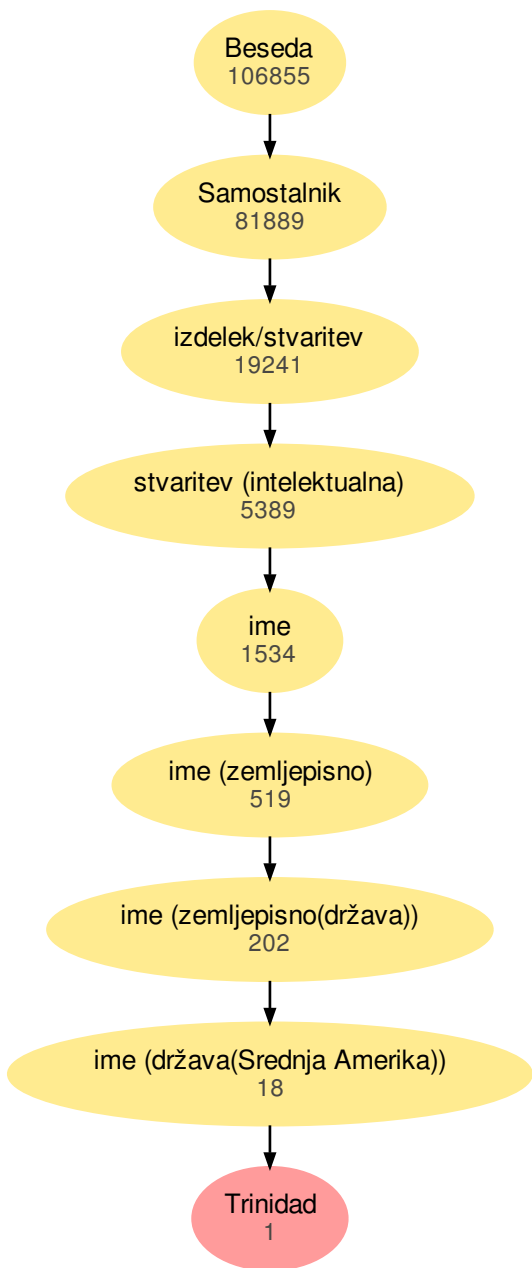 Beseda
106855
Samostalnik
81889
izdelek/stvaritev
19241
stvaritev (intelektualna)
5389
ime
1534
ime (zemljepisno)
519
ime (zemljepisno(država))
202
ime (država(Srednja Amerika))
18
Trinidad
1